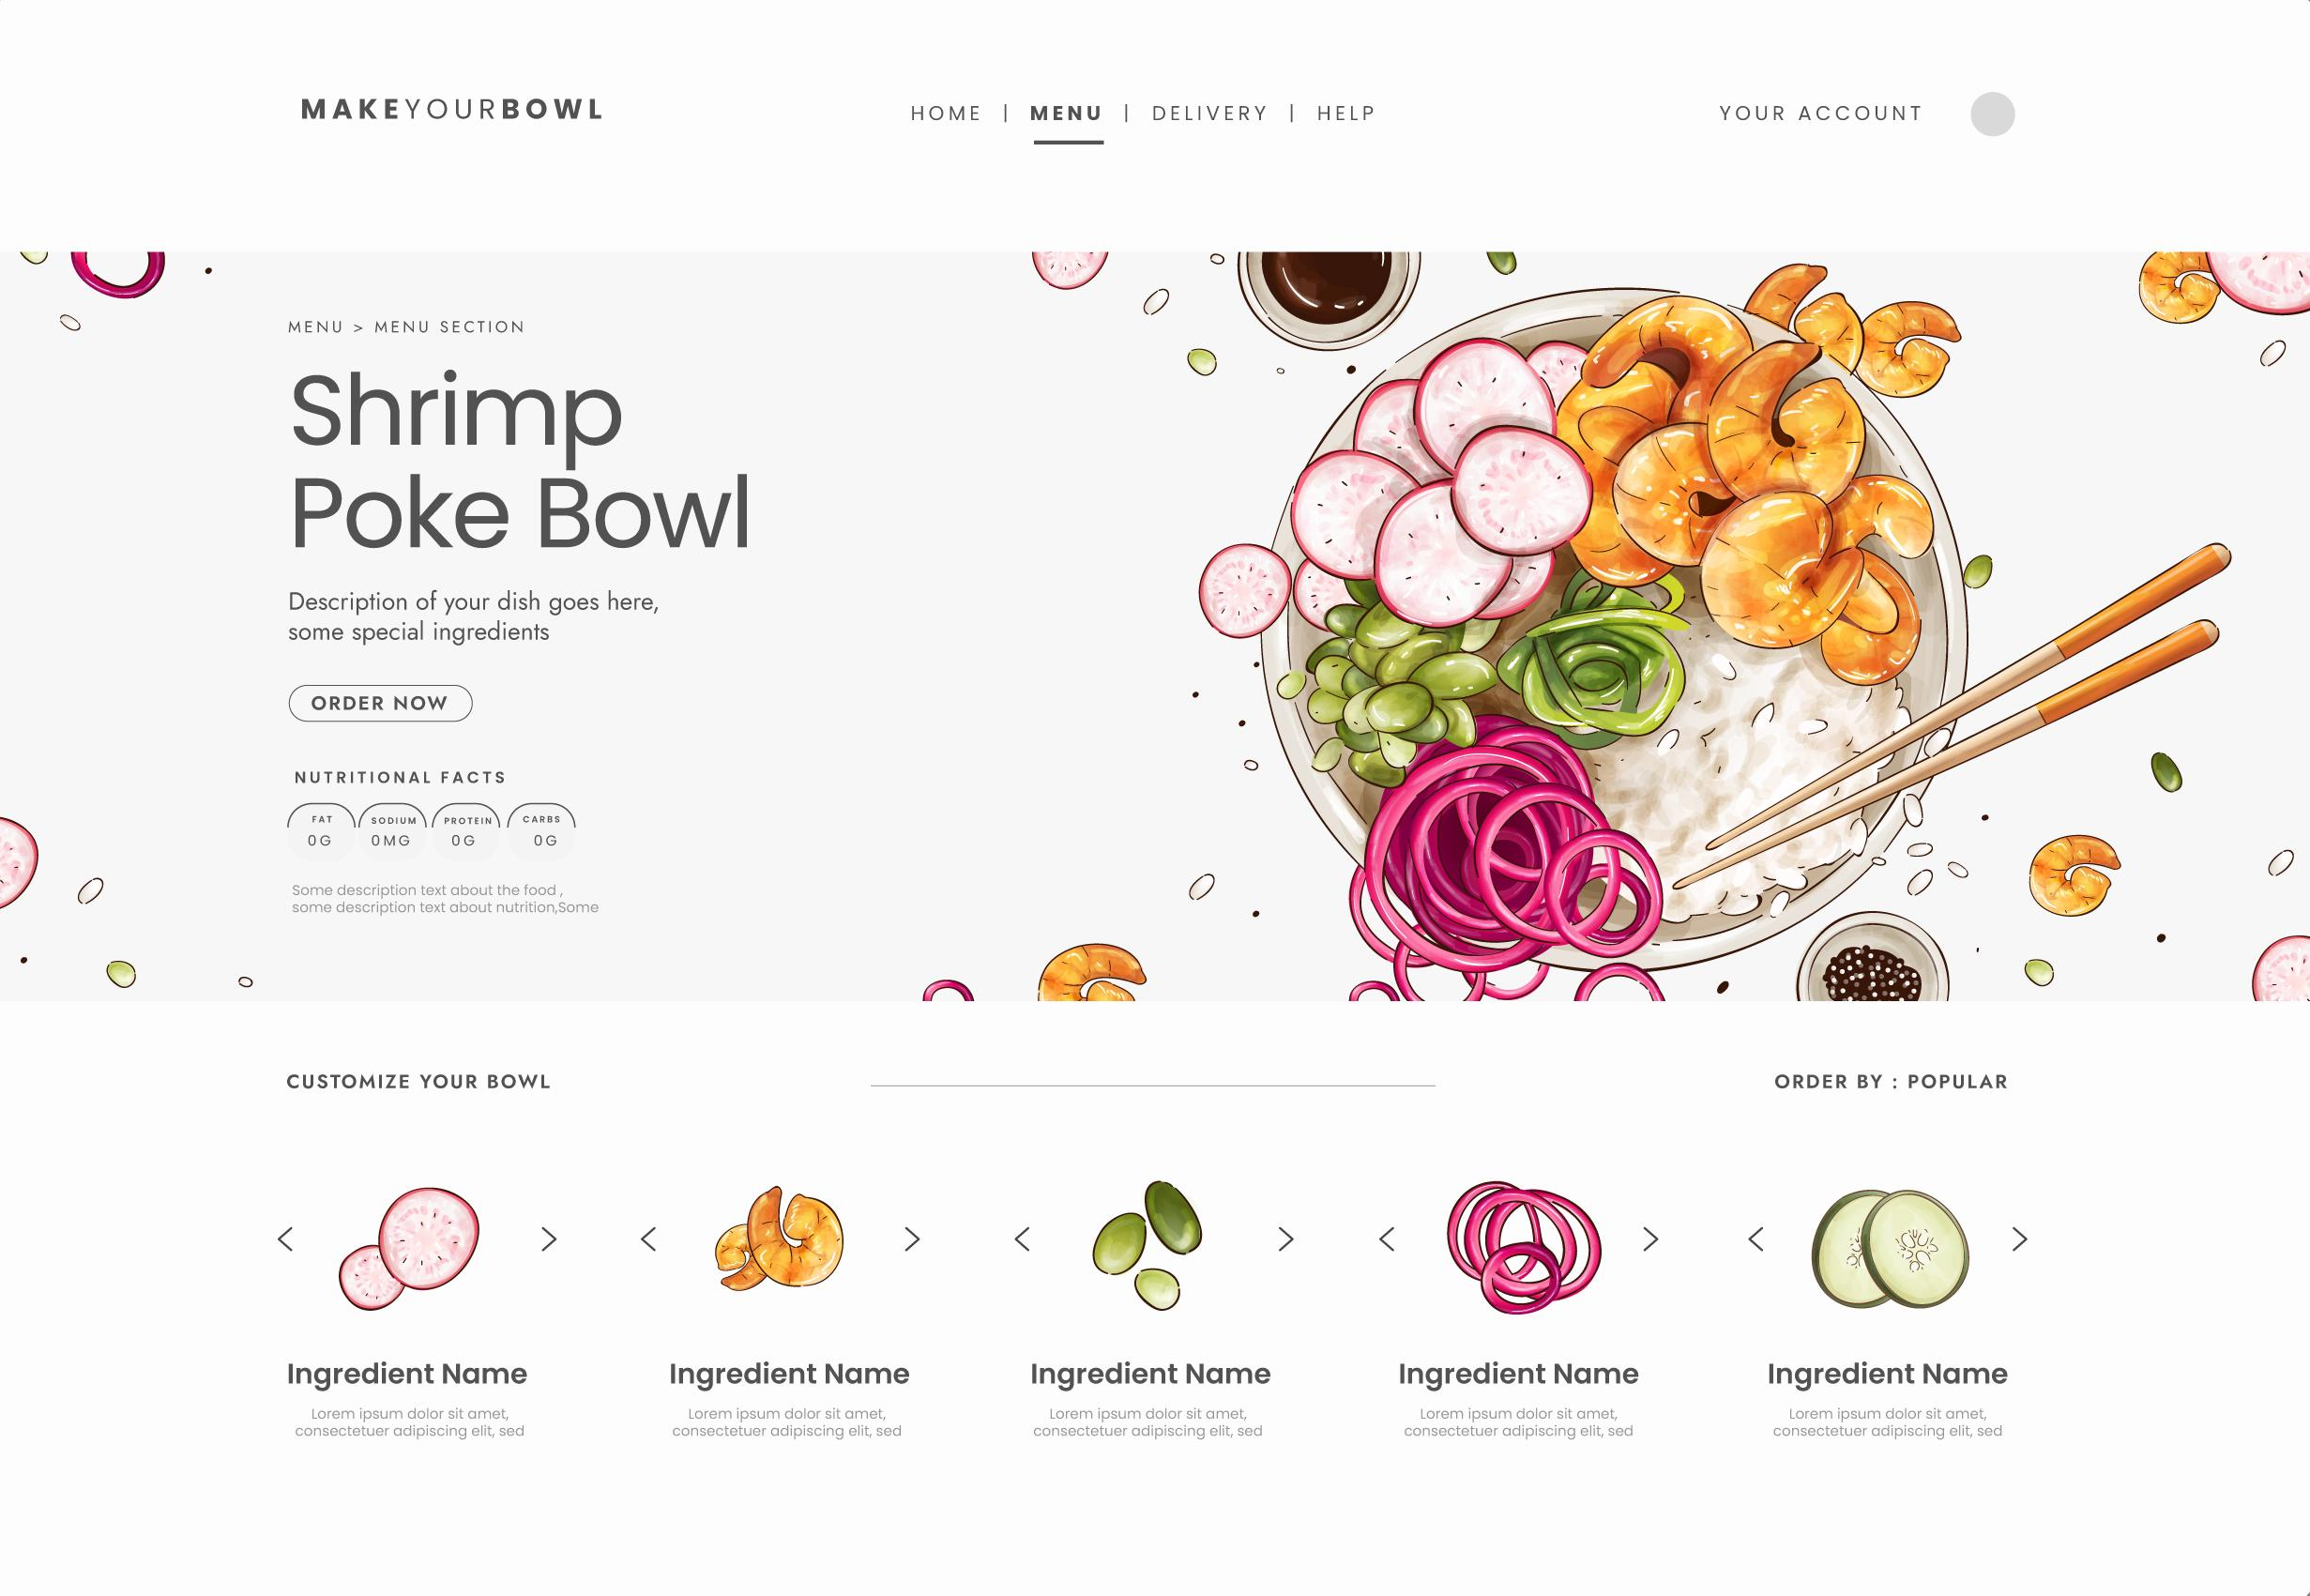 MAKEYOURBOWL
HOME | MENU | DELIVERY | HELP
YOUR ACCOUNT
MENU > MENU SECTION
Shrimp
Poke Bowl
Description of your dish goes here,
some special ingredients
ORDER NOW
NUTRITIONAL FACTS
FAT SODIUM PROTEIN CARBS
0G 0MG 0G 0G
Some description text about the food ,
some description text about nutrition,Some
CUSTOMIZE YOUR BOWL
ORDER BY : POPULAR
< > < > < > < > < >
Ingredient Name
Lorem ipsum dolor sit amet,
consectetuer adipiscing elit, sed
Ingredient Name
Lorem ipsum dolor sit amet,
consectetuer adipiscing elit, sed
Ingredient Name
Lorem ipsum dolor sit amet,
consectetuer adipiscing elit, sed
Ingredient Name
Lorem ipsum dolor sit amet,
consectetuer adipiscing elit, sed
Ingredient Name
Lorem ipsum dolor sit amet,
consectetuer adipiscing elit, sed